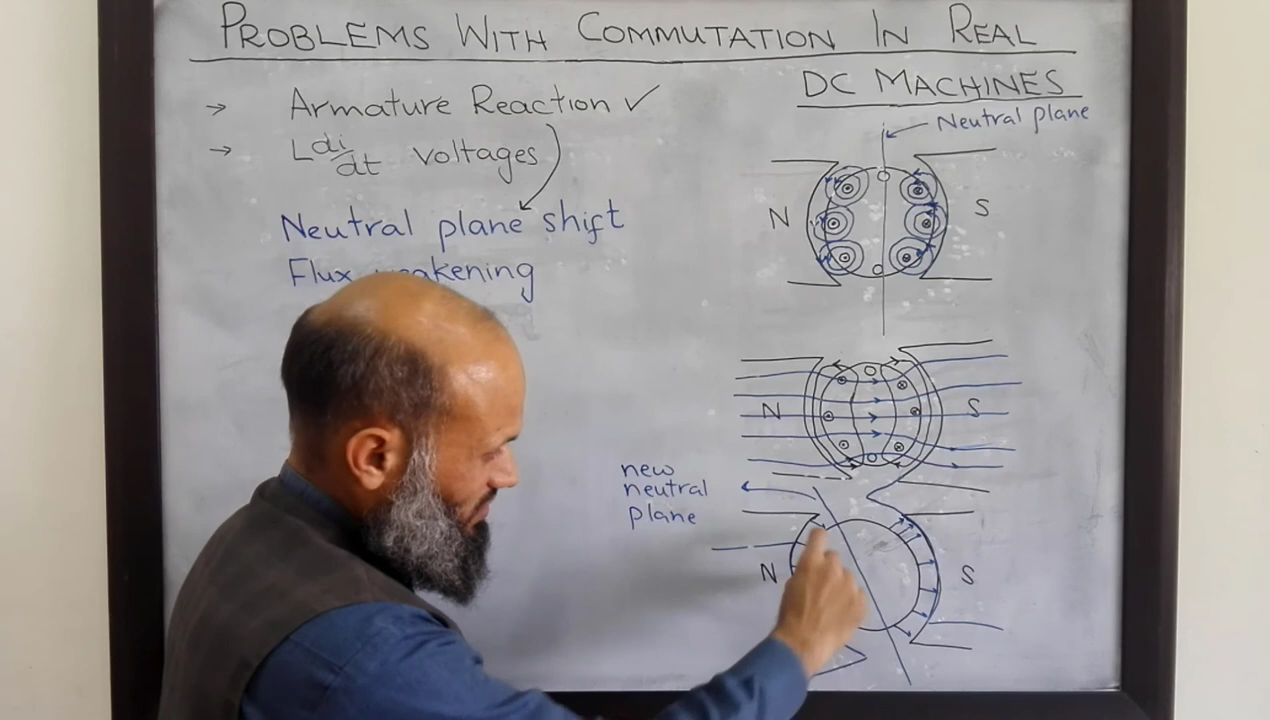 PROBLEMS WITH COMMUTATION IN REAL
DC MACHINES
→ Armature Reaction ✓
→ L di/dt voltages
Neutral plane shift
Flux
Neutral plane
N S
N S
new
neutral
plane
N S